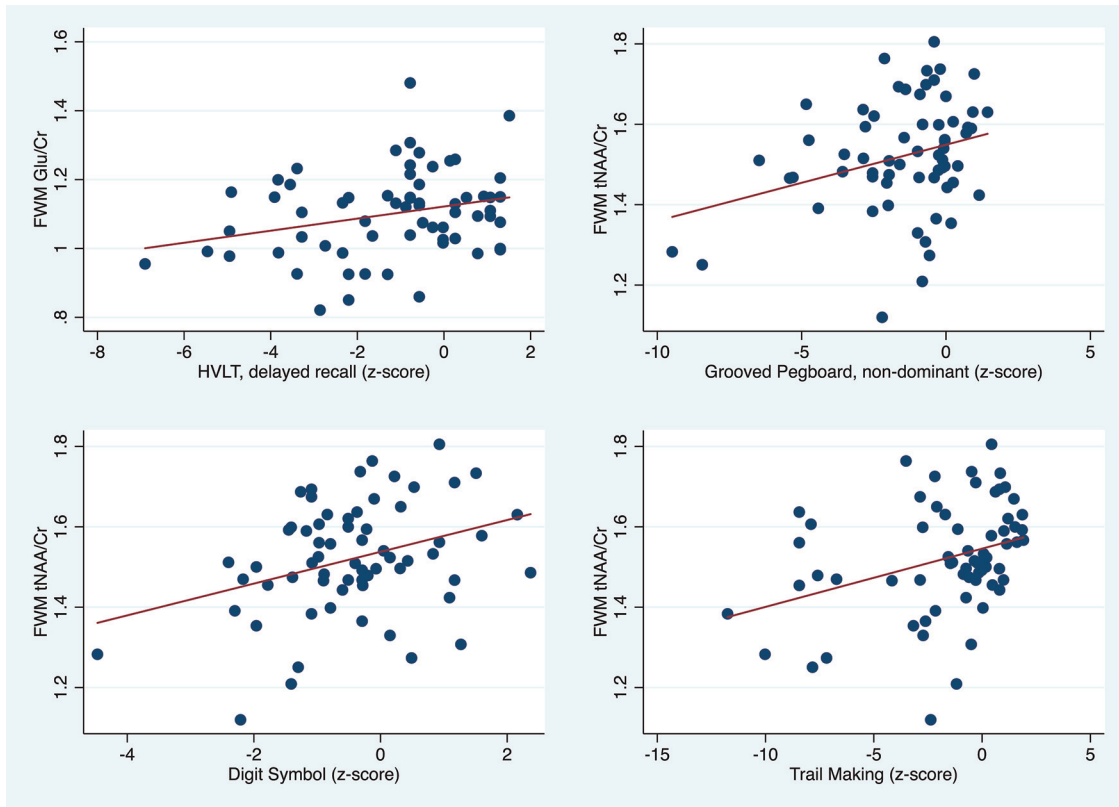 FWM Glu/Cr
1.6
1.4
1.2
1
.8
-8 -6 -4 -2 0 2
HVLT, delayed recall (z-score)
FWM tNAA/Cr
1.8
1.6
1.4
1.2
-10 -5 0 5
Grooved Pegboard, non-dominant (z-score)
FWM tNAA/Cr
1.8
1.6
1.4
1.2
-4 -2 0 2
Digit Symbol (z-score)
FWM tNAA/Cr
1.8
1.6
1.4
1.2
-15 -10 -5 0 5
Trail Making (z-score)